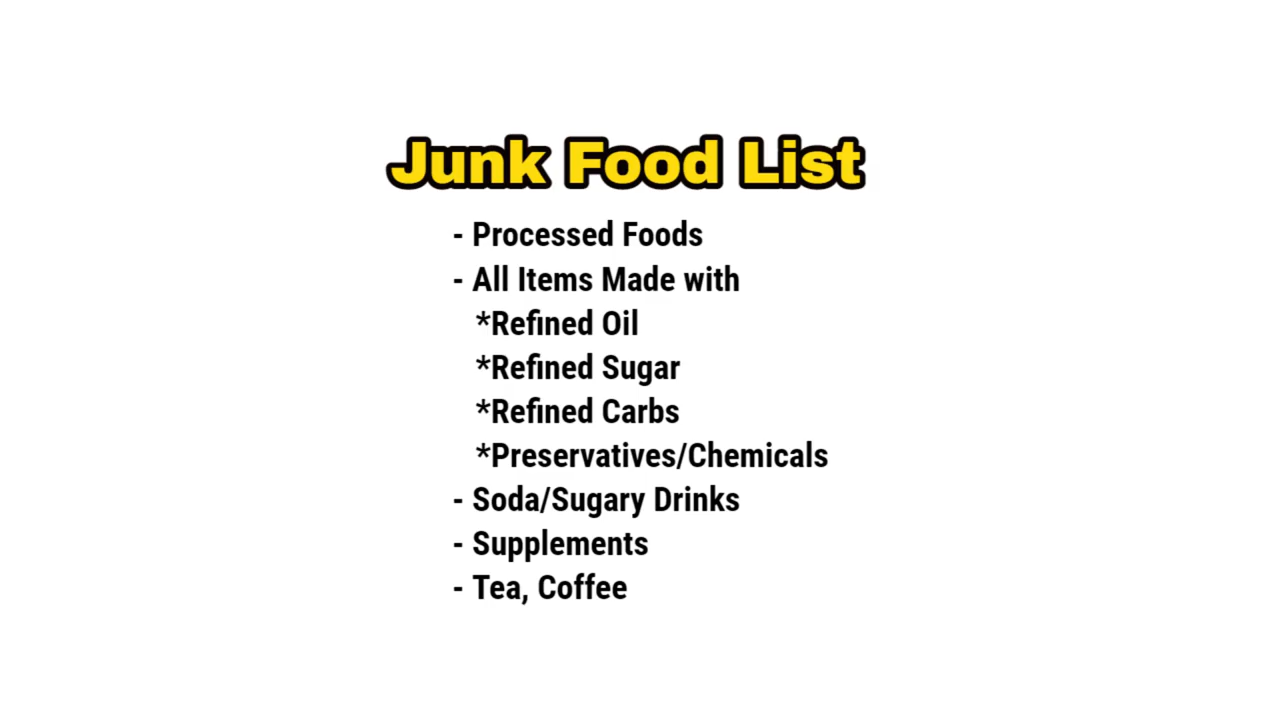 Junk Food List
- Processed Foods
- All Items Made with
*Refined Oil
*Refined Sugar
*Refined Carbs
*Preservatives/Chemicals
- Soda/Sugary Drinks
- Supplements
- Tea, Coffee